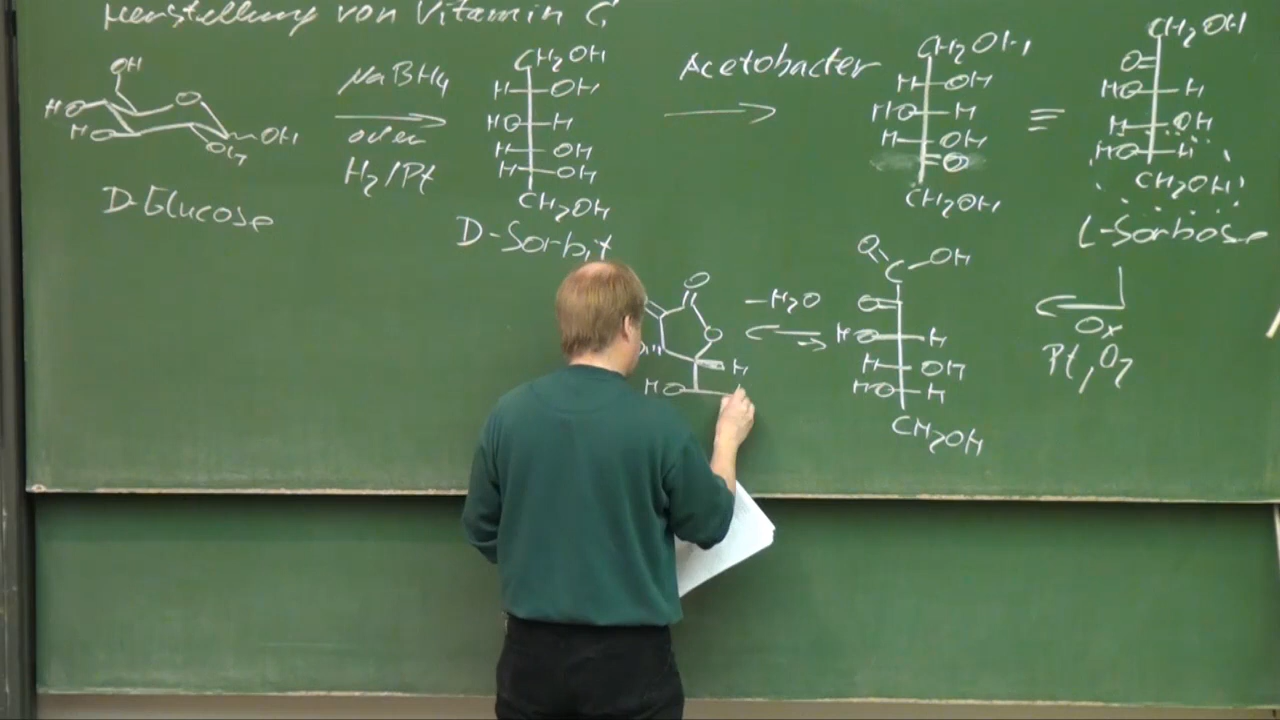 Herstellung von Vitamin C
OH
HO
O
HO
OH
OH
D-Glucose
NaBH4
oder
H2/Pt
CH2OH
H OH
HO H
H OH
H OH
CH2OH
D-Sorbit
Acetobacter
CH2OH
H OH
HO H
H OH
=O
CH2OH
≡
CH2OH
O=
HO H
H OH
HO H
CH2OH
L-Sorbose
Ox
Pt, O2
O
C OH
O=
HO H
H OH
HO H
CH2OH
-H2O
O
O
H
HO